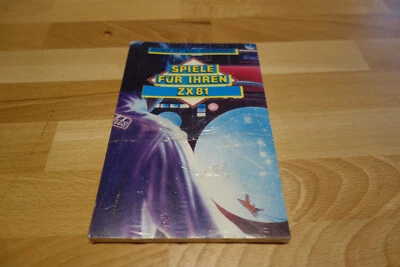 SPIELE
FÜR IHREN
ZX 81